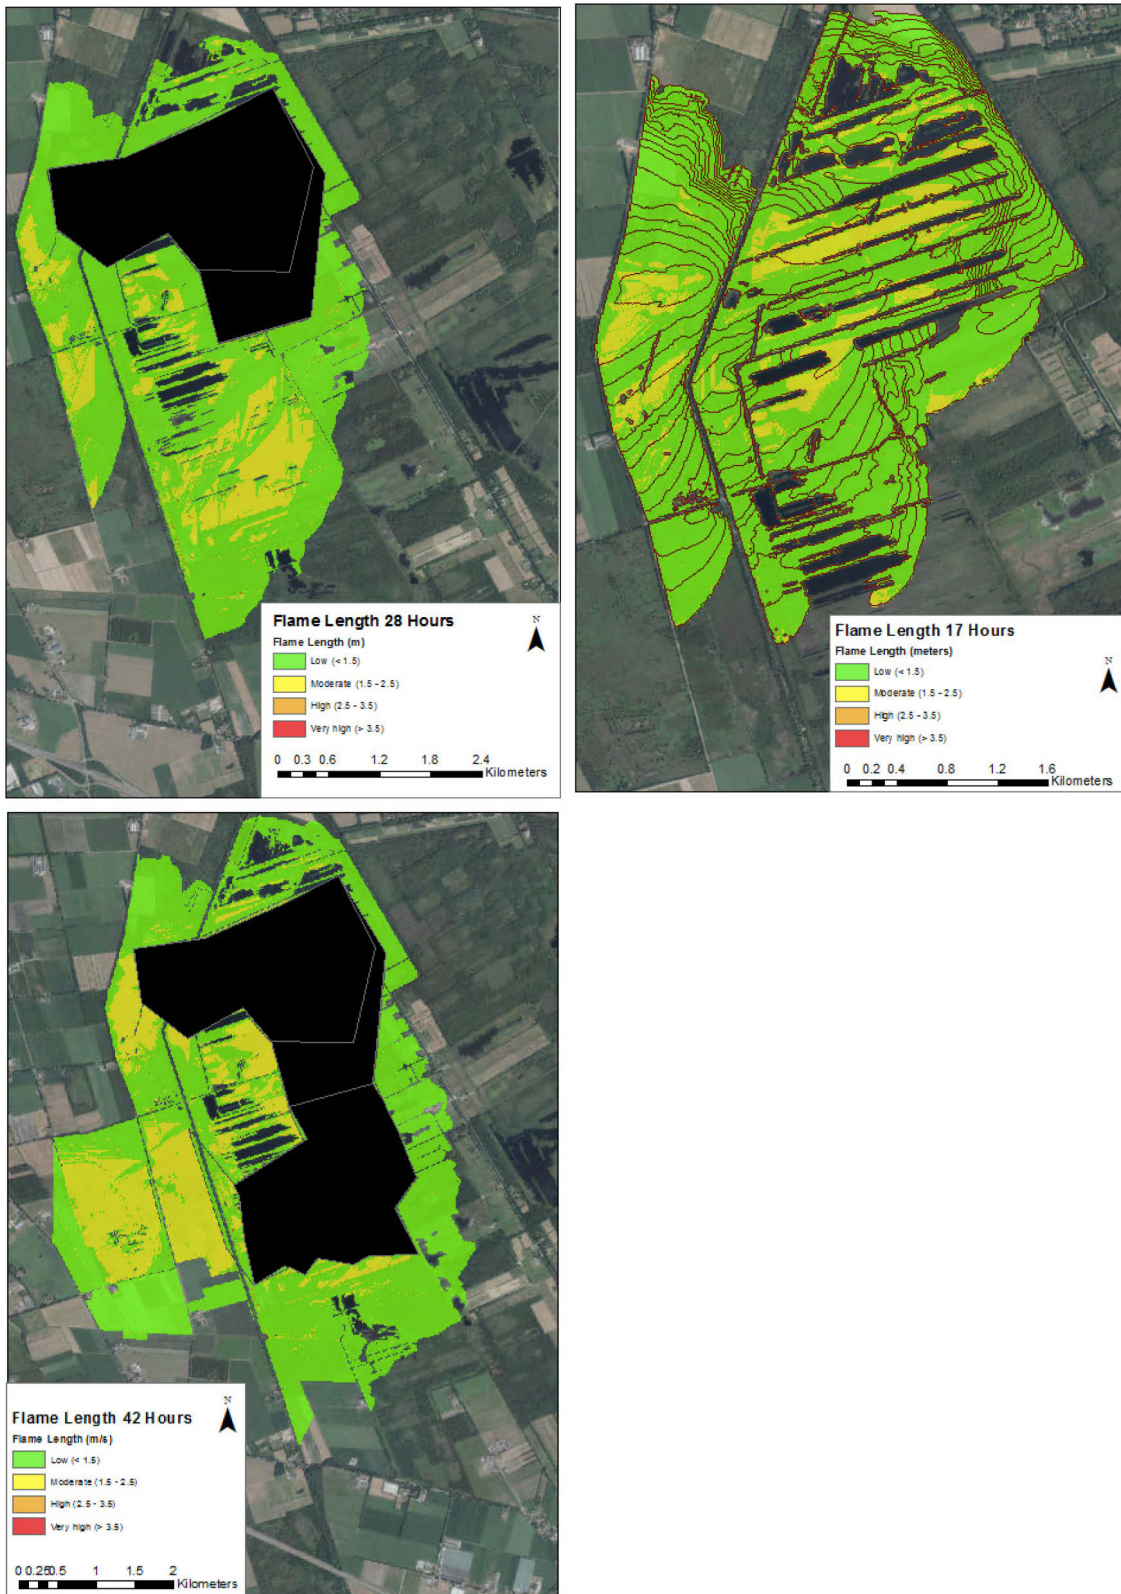 Flame Length 28 Hours
N
Flame Length (m)
Low (< 1.5)
Moderate (1.5 - 2.5)
High (2.5 - 3.5)
Very high (> 3.5)
0 0.3 0.6 1.2 1.8 2.4
Kilometers
Flame Length 17 Hours
N
Flame Length (meters)
Low (< 1.5)
Moderate (1.5 - 2.5)
High (2.5 - 3.5)
Very high (> 3.5)
0 0.2 0.4 0.8 1.2 1.6
Kilometers
Flame Length 42 Hours
N
Flame Length (m/s)
Low (< 1.5)
Moderate (1.5 - 2.5)
High (2.5 - 3.5)
Very high (> 3.5)
0 0.25 0.5 1 1.5 2
Kilometers